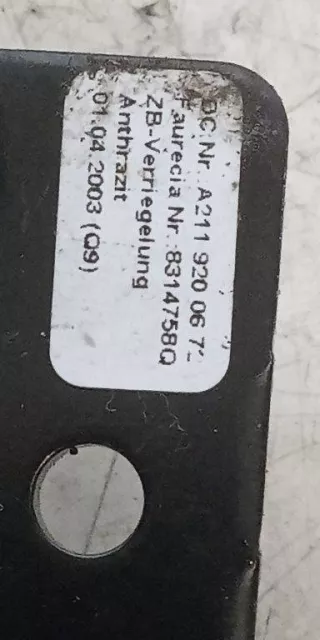 DC Nr. A211 920 06 7
Faurecia Nr.:8314758Q
ZB-Verriegelung
Anthrazit
01.04.2003 (Q9)